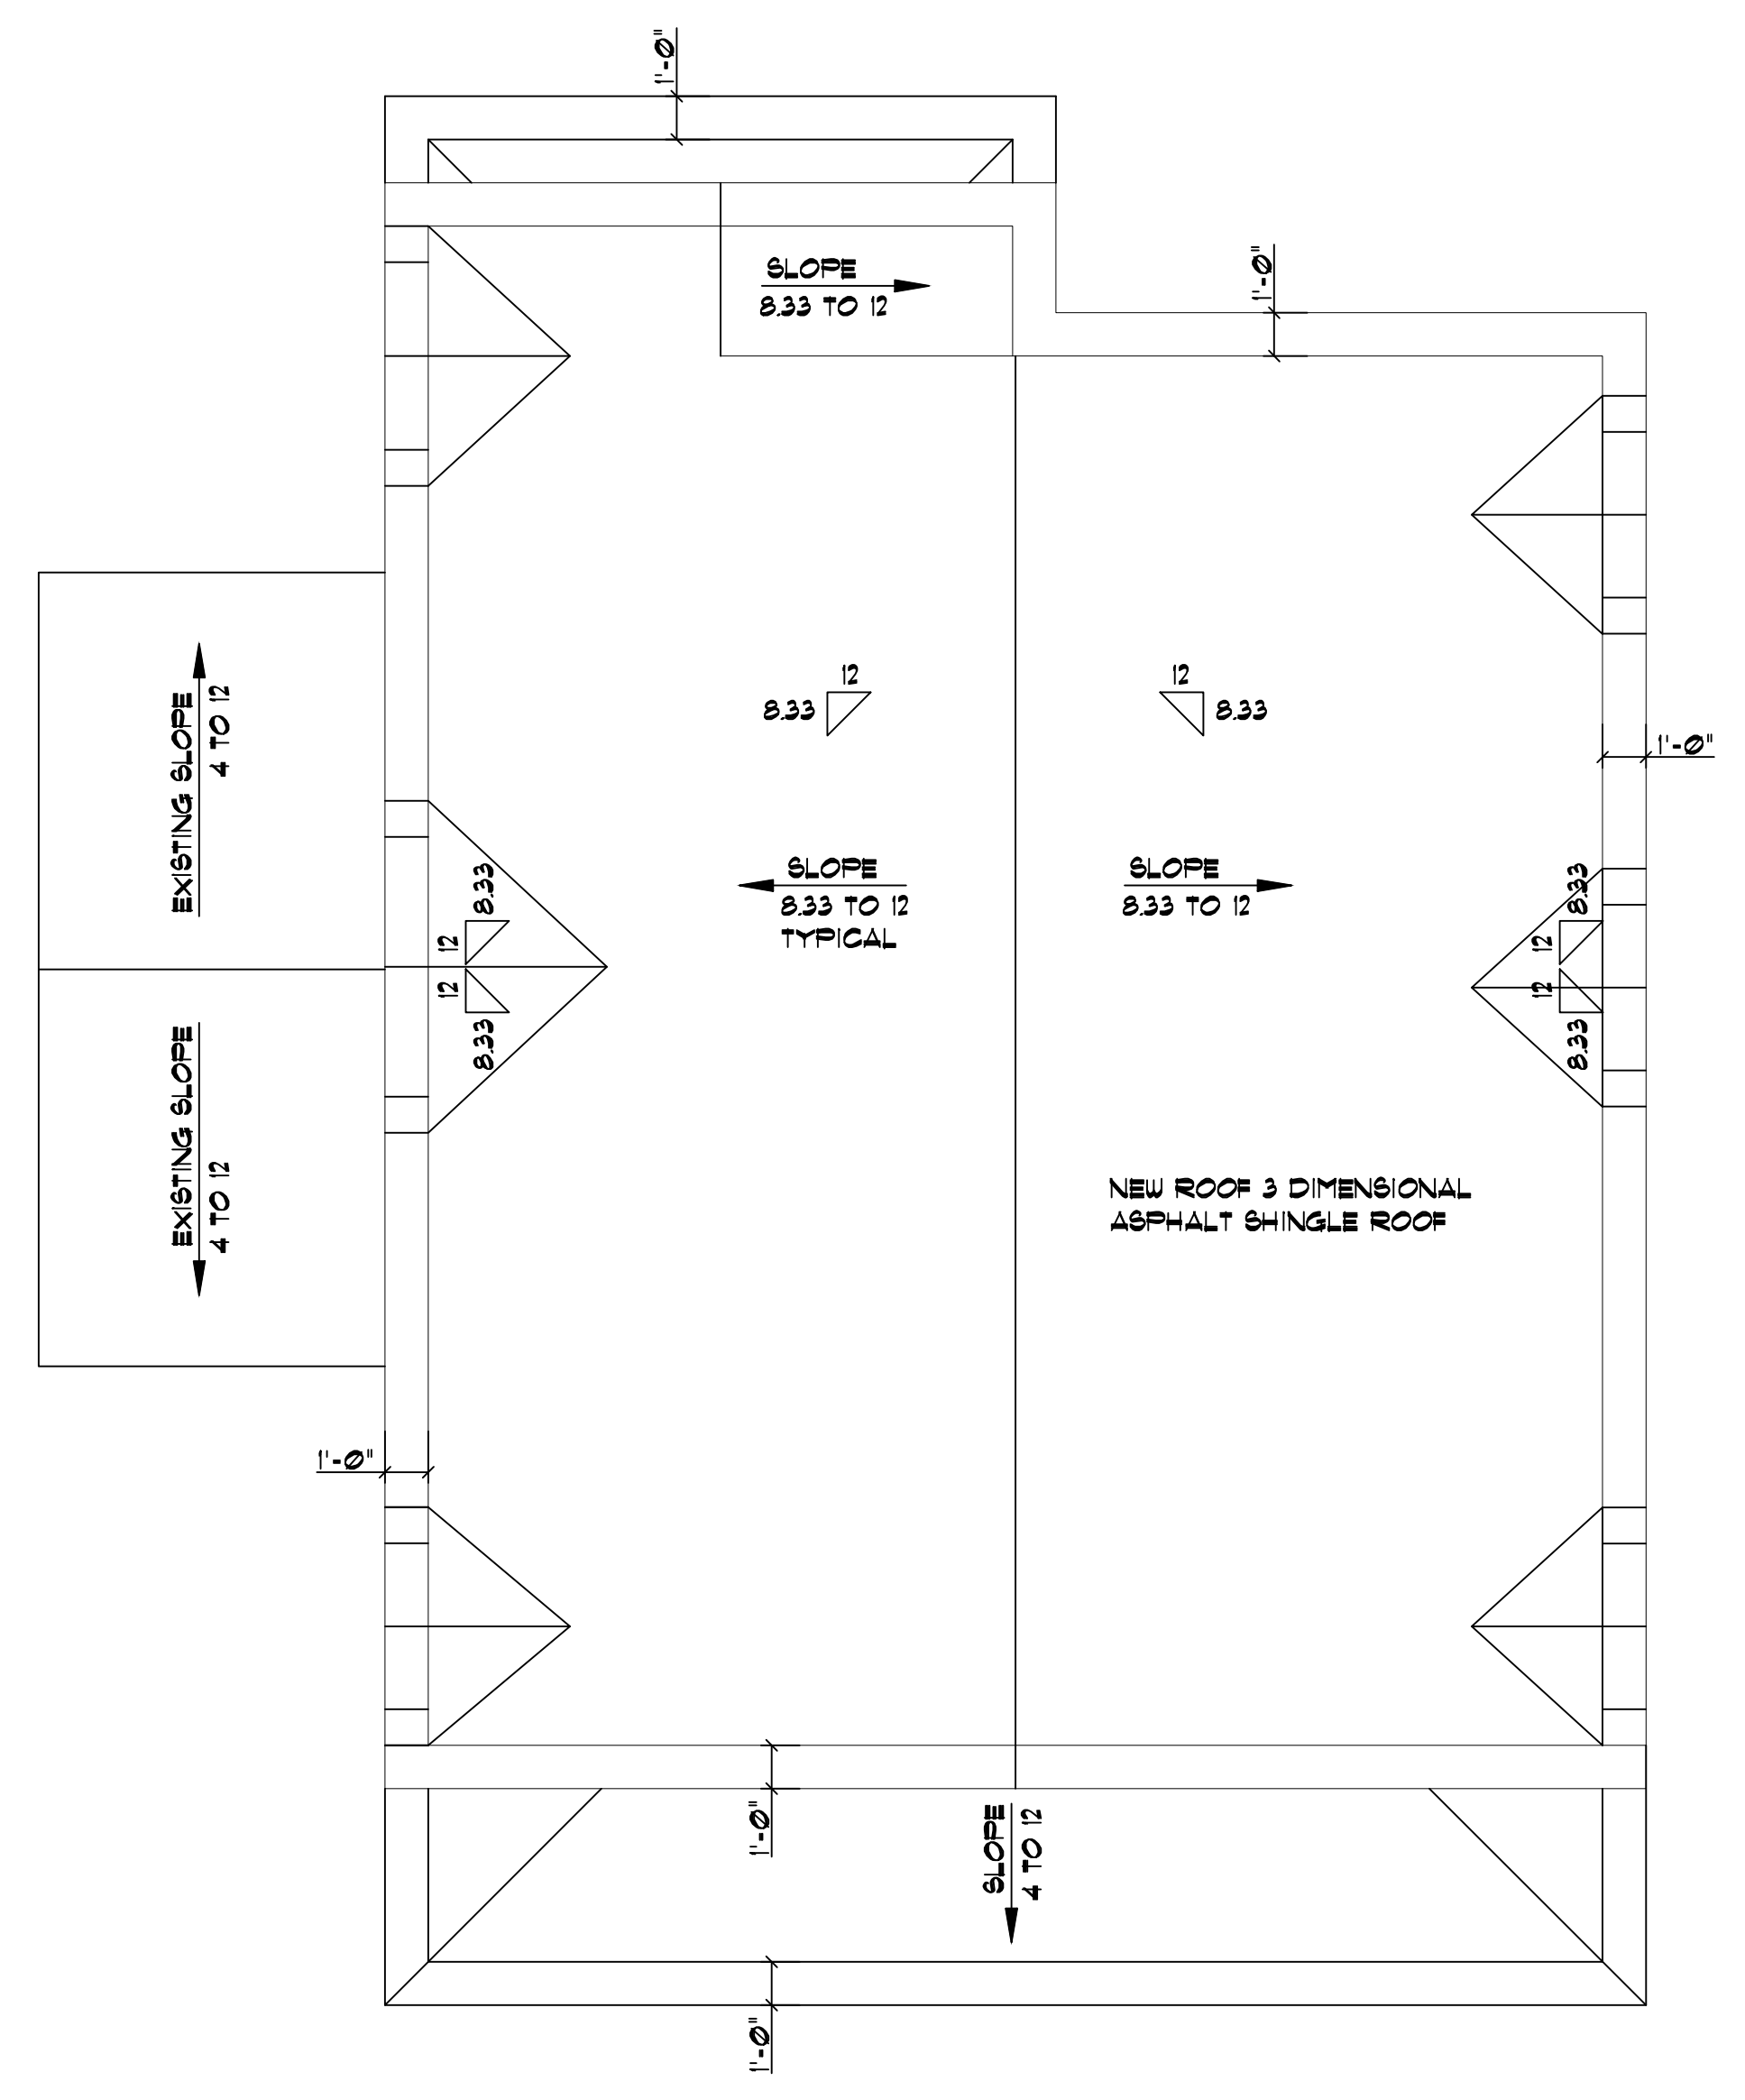 1'-0"
1'-0"
SLOPE
8.33 TO 12
12
8.33
12
8.33
1'-0"
EXISTING SLOPE
4 TO 12
SLOPE
8.33 TO 12
TYPICAL
SLOPE
8.33 TO 12
8.33
12
12
8.33
8.33
12
12
8.33
EXISTING SLOPE
4 TO 12
NEW ROOF 3 DIMENSIONAL
ASPHALT SHINGLE ROOF
1'-0"
1'-0"
SLOPE
4 TO 12
1'-0"